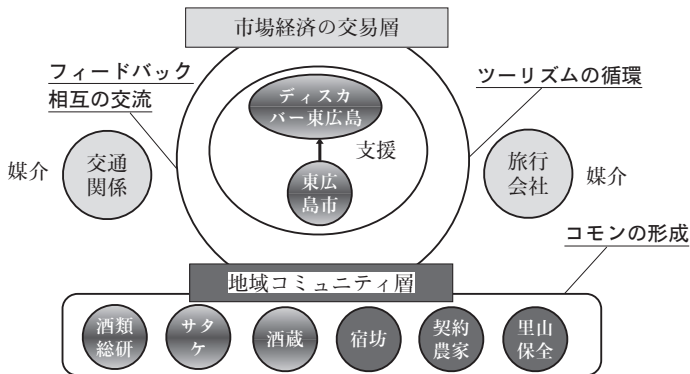 市場経済の交易層
フィードバック
相互の交流
ツーリズムの循環
ディスカ
バー東広島
支援
媒介
交通
関係
東広
島市
旅行
会社
媒介
コモンの形成
地域コミュニティ層
酒類
総研
サタ
ケ
酒蔵
宿坊
契約
農家
里山
保全